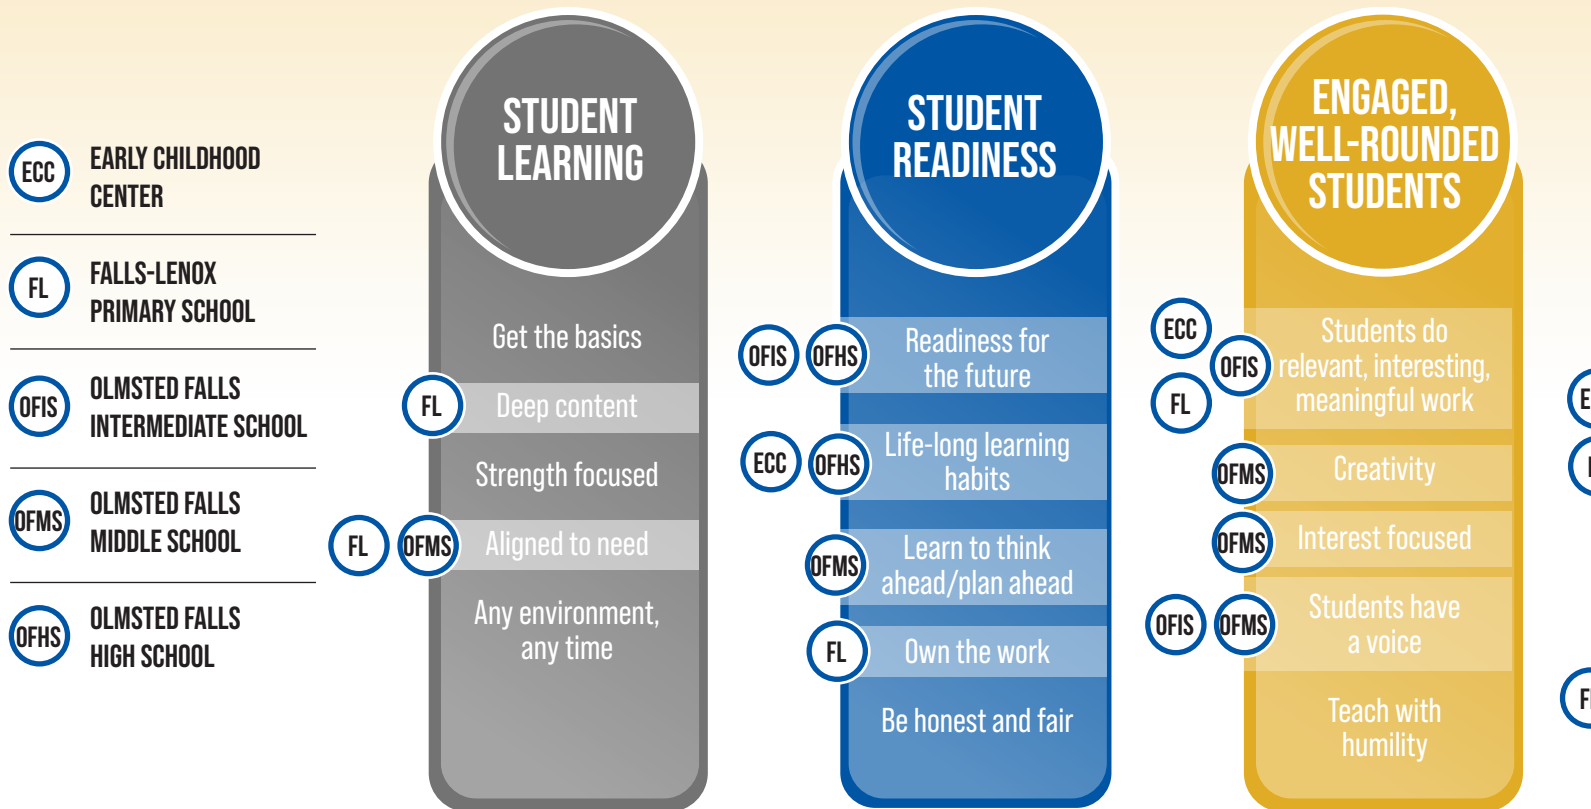 ECC
EARLY CHILDHOOD
CENTER
FL
FALLS-LENOX
PRIMARY SCHOOL
OFIS
OLMSTED FALLS
INTERMEDIATE SCHOOL
OFMS
OLMSTED FALLS
MIDDLE SCHOOL
OFHS
OLMSTED FALLS
HIGH SCHOOL
STUDENT
LEARNING
Get the basics
FL
Deep content
Strength focused
FL OFMS
Aligned to need
Any environment,
any time
STUDENT
READINESS
OFIS OFHS
Readiness for
the future
ECC OFHS
Life-long learning
habits
OFMS
Learn to think
ahead/plan ahead
FL
Own the work
Be honest and fair
ENGAGED,
WELL-ROUNDED
STUDENTS
ECC
OFIS
FL
Students do
relevant, interesting,
meaningful work
OFMS
Creativity
OFMS
Interest focused
OFIS OFMS
Students have
a voice
Teach with
humility